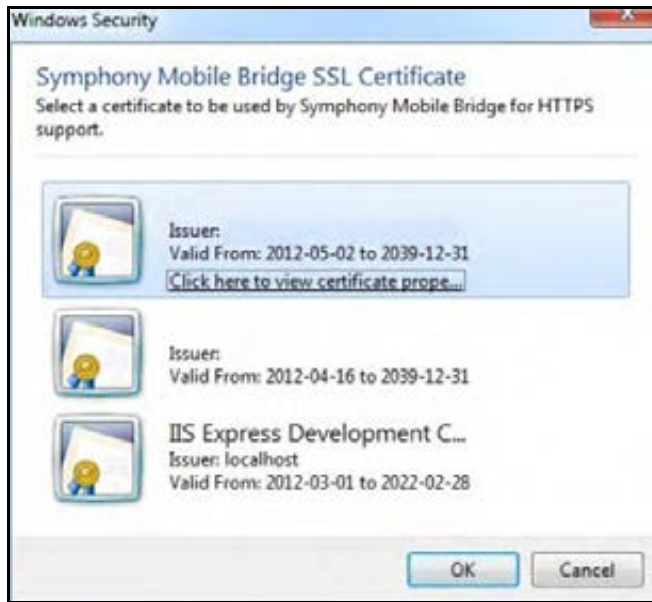 Windows Security
Symphony Mobile Bridge SSL Certificate
Select a certificate to be used by Symphony Mobile Bridge for HTTPS
support.
Issuer:
Valid From: 2012-05-02 to 2039-12-31
Click here to view certificate prope...
Issuer:
Valid From: 2012-04-16 to 2039-12-31
IIS Express Development C...
Issuer: localhost
Valid From: 2012-03-01 to 2022-02-28
OK
Cancel